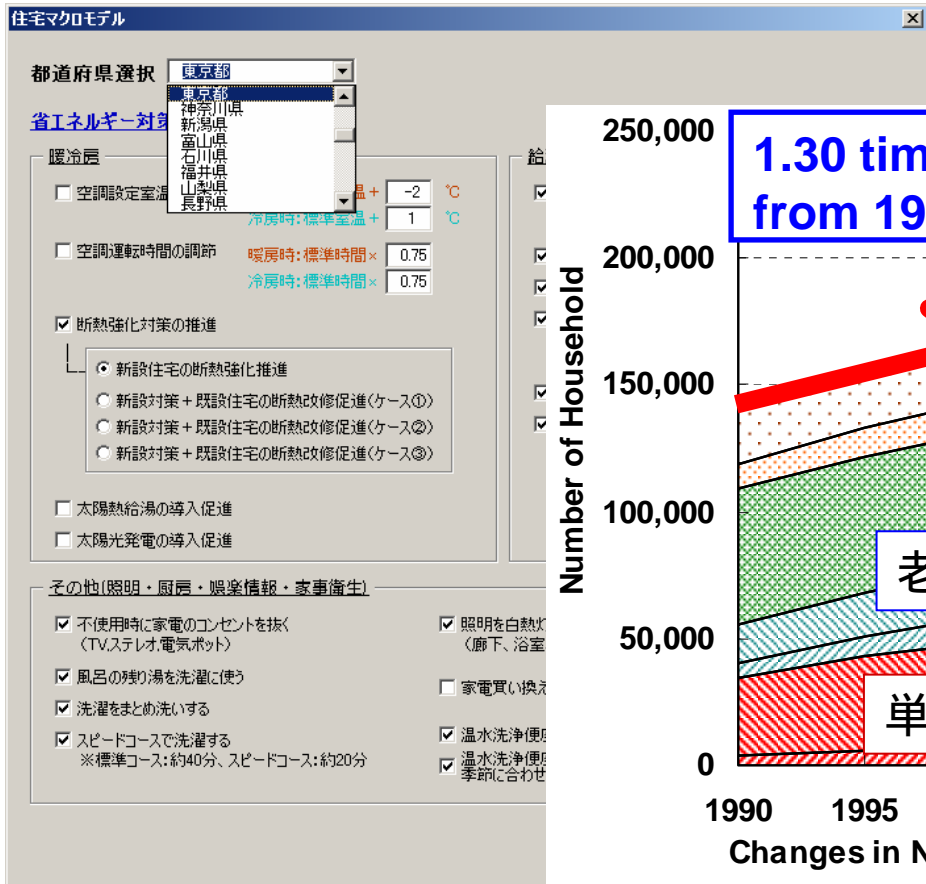 住宅マクロモデル
都道府県選択 東京都
東京都
神奈川県
新潟県
富山県
石川県
福井県
山梨県
長野県
省エネルギー対策
暖冷房
空調設定室温
温+ -2 ℃
冷房時:標準室温+ 1 ℃
空調運転時間の調節 暖房時:標準時間× 0.75
冷房時:標準時間× 0.75
断熱強化対策の推進
新設住宅の断熱強化推進
新設対策+既設住宅の断熱改修促進(ケース①)
新設対策+既設住宅の断熱改修促進(ケース②)
新設対策+既設住宅の断熱改修促進(ケース③)
太陽熱給湯の導入促進
太陽光発電の導入促進
給
その他(照明・厨房・娯楽情報・家事衛生)
不使用時に家電のコンセントを抜く
(TV,ステレオ,電気ポット)
風呂の残り湯を洗濯に使う
洗濯をまとめ洗いする
スピードコースで洗濯する
※標準コース:約40分、スピードコース:約20分
照明を白熱灯
(廊下、浴室
家電買い換え
温水洗浄便座
温水洗浄便座
季節に合わせ
1.30 tim
from 19
Number of Household
250,000
200,000
150,000
100,000
50,000
0
老
単
1990 1995
Changes in N